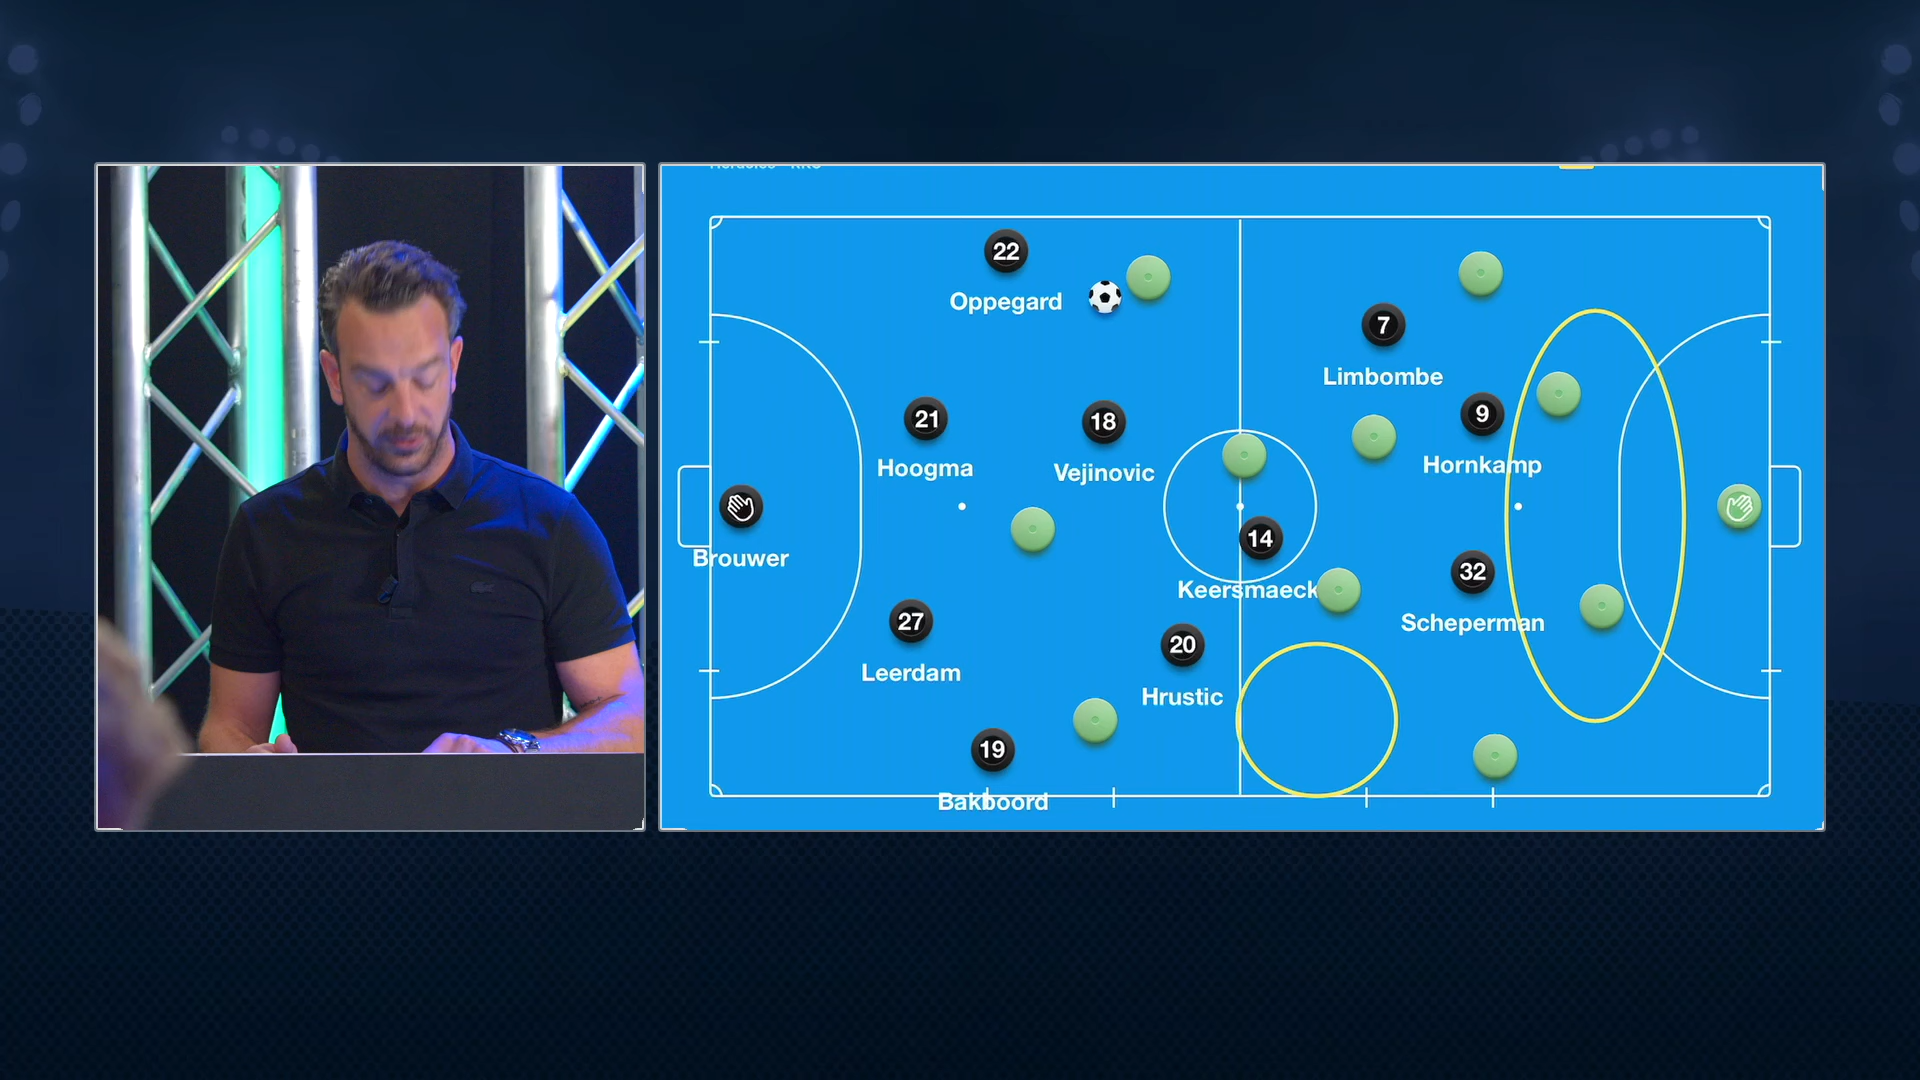 22
Oppegard
7
Limbombe
21
Hoogma
18
Vejinovic
9
Hornkamp
Brouwer
14
Keersmaeck
32
Scheperman
27
Leerdam
20
Hrustic
19
Bakboord